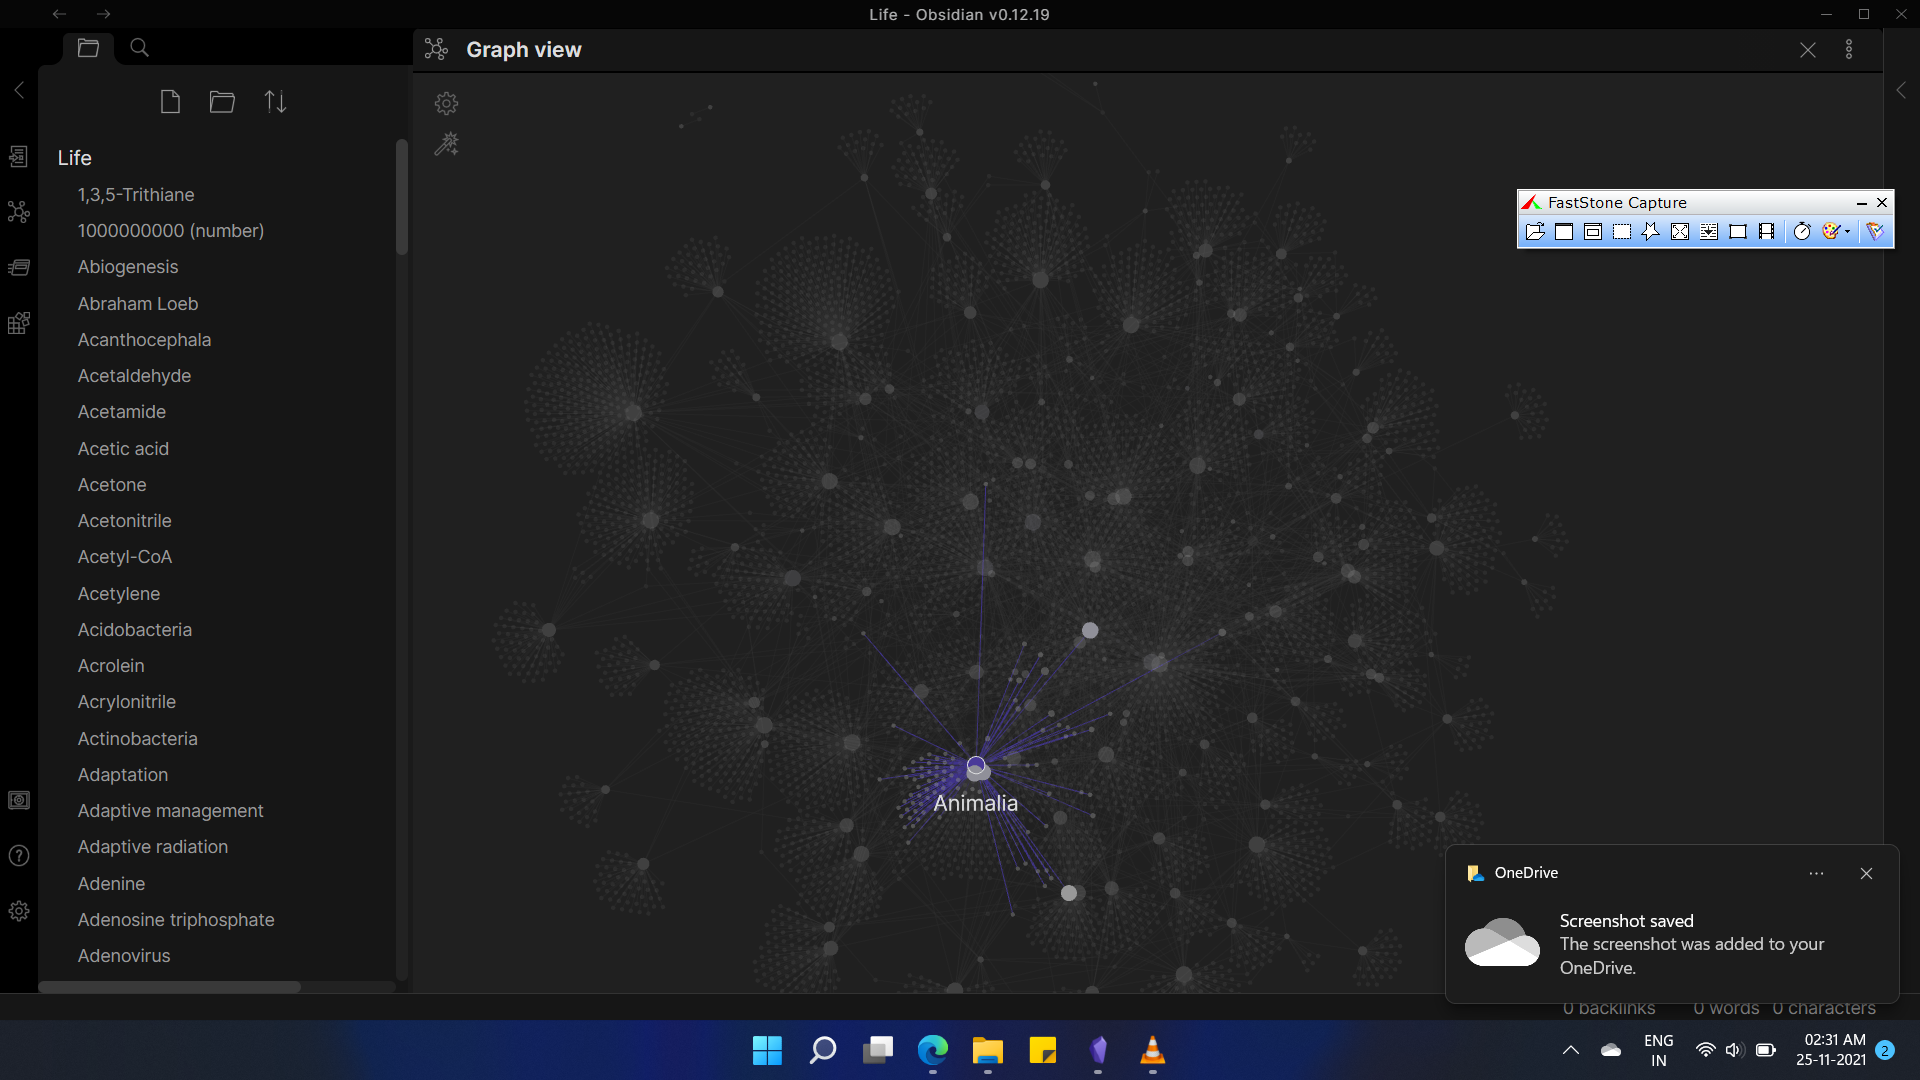 Life - Obsidian v0.12.19
Graph view
Life
1,3,5-Trithiane
1000000000 (number)
Abiogenesis
Abraham Loeb
Acanthocephala
Acetaldehyde
Acetamide
Acetic acid
Acetone
Acetonitrile
Acetyl-CoA
Acetylene
Acidobacteria
Acrolein
Acrylonitrile
Actinobacteria
Adaptation
Adaptive management
Adaptive radiation
Adenine
Adenosine triphosphate
Adenovirus
Animalia
FastStone Capture
OneDrive
Screenshot saved
The screenshot was added to your
OneDrive.
0 backlinks 0 words 0 characters
ENG
IN
02:31 AM
25-11-2021
2